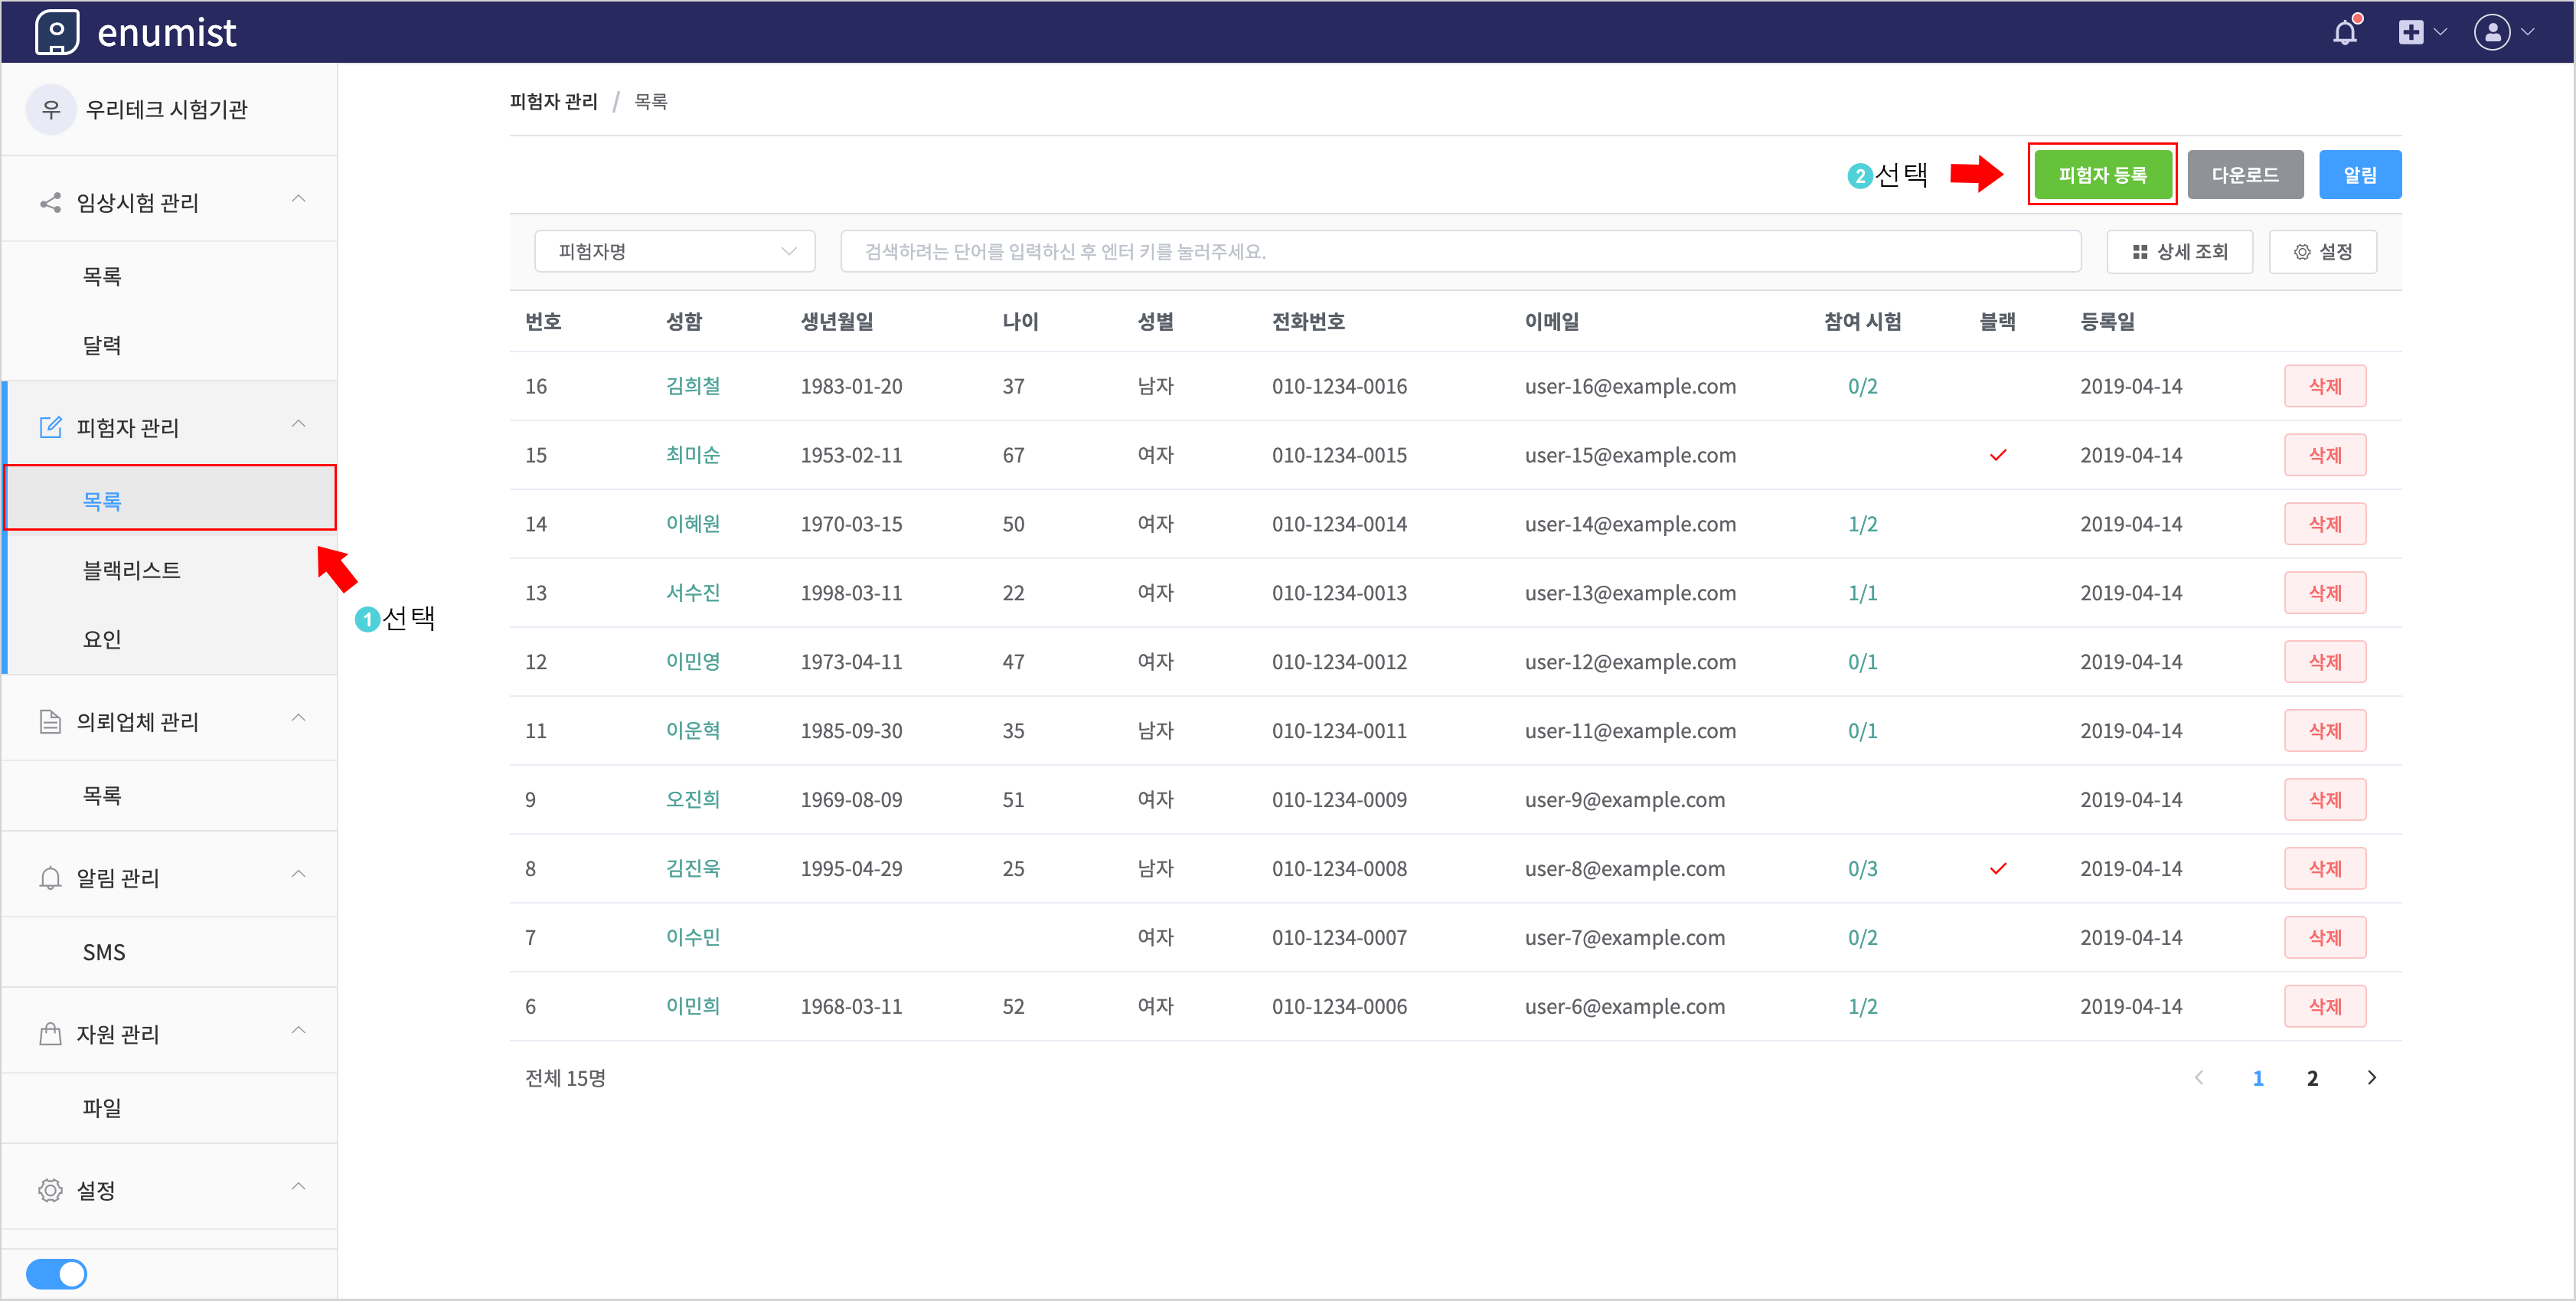 enumist
우 우리테크 시험기관
임상시험 관리
목록
달력
피험자 관리
목록
블랙리스트
요인
의뢰업체 관리
목록
알림 관리
SMS
자원 관리
파일
설정
1 선택
피험자 관리 / 목록
2 선택 피험자 등록 다운로드 알림
피험자명 검색하려는 단어를 입력하신 후 엔터 키를 눌러주세요. 상세 조회 설정
번호 성함 생년월일 나이 성별 전화번호 이메일 참여 시험 블랙 등록일
16 김희철 1983-01-20 37 남자 010-1234-0016 user-16@example.com 0/2 2019-04-14 삭제
15 최미순 1953-02-11 67 여자 010-1234-0015 user-15@example.com 2019-04-14 삭제
14 이혜원 1970-03-15 50 여자 010-1234-0014 user-14@example.com 1/2 2019-04-14 삭제
13 서수진 1998-03-11 22 여자 010-1234-0013 user-13@example.com 1/1 2019-04-14 삭제
12 이민영 1973-04-11 47 여자 010-1234-0012 user-12@example.com 0/1 2019-04-14 삭제
11 이운혁 1985-09-30 35 남자 010-1234-0011 user-11@example.com 0/1 2019-04-14 삭제
9 오진희 1969-08-09 51 여자 010-1234-0009 user-9@example.com 2019-04-14 삭제
8 김진욱 1995-04-29 25 남자 010-1234-0008 user-8@example.com 0/3 2019-04-14 삭제
7 이수민 여자 010-1234-0007 user-7@example.com 0/2 2019-04-14 삭제
6 이민희 1968-03-11 52 여자 010-1234-0006 user-6@example.com 1/2 2019-04-14 삭제
전체 15명 1 2